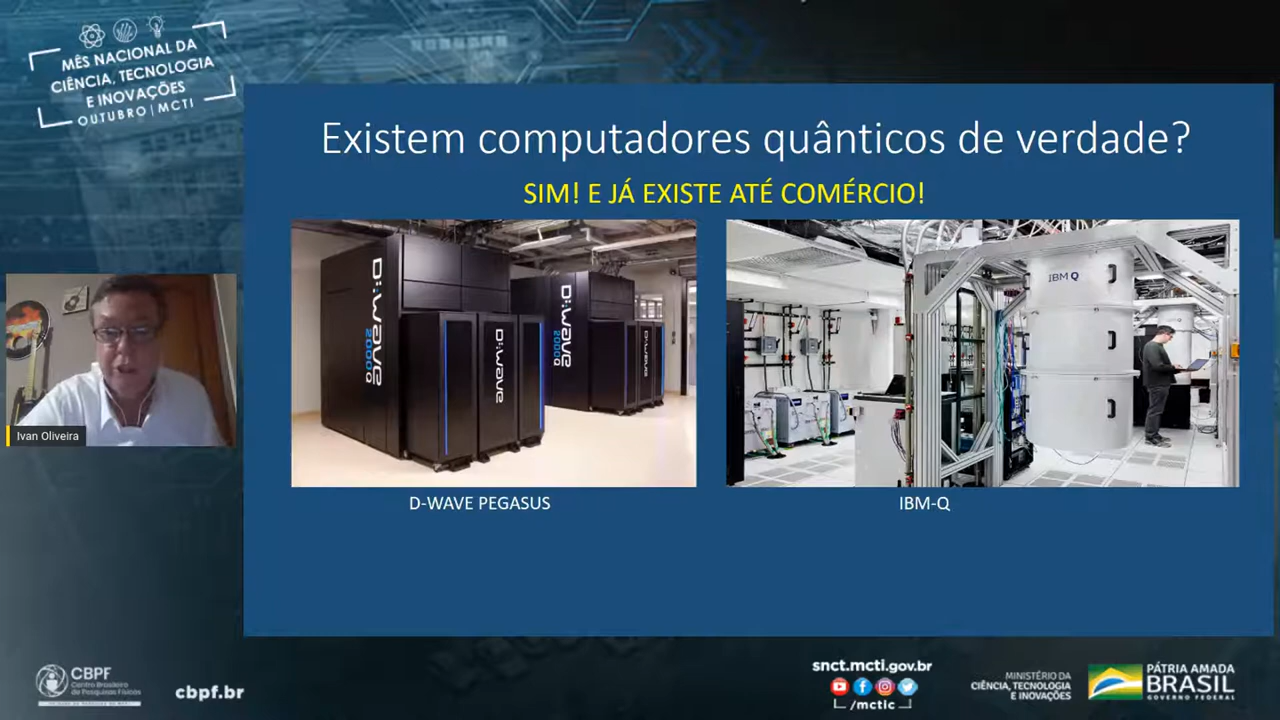 MÊS NACIONAL DA
CIÊNCIA, TECNOLOGIA
E INOVAÇÕES
OUTUBRO | MCTI
Existem computadores quânticos de verdade?
SIM! E JÁ EXISTE ATÉ COMÉRCIO!
D:wave
2000Q
D:wave
D:wave
2000Q
D:wave
IBM Q
D-WAVE PEGASUS
IBM-Q
Ivan Oliveira
CBPF
Centro Brasileiro
de Pesquisas Físicas
cbpf.br
snct.mcti.gov.br
/mctic
MINISTÉRIO DA
CIÊNCIA, TECNOLOGIA
E INOVAÇÕES
PÁTRIA AMADA
BRASIL
GOVERNO FEDERAL